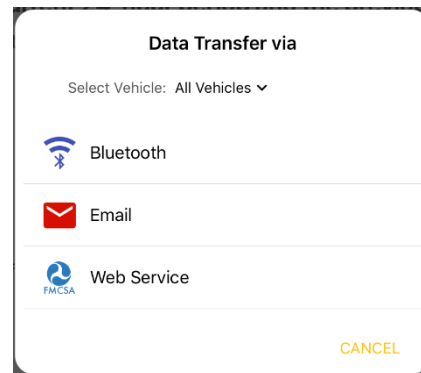 Data Transfer via
Select Vehicle: All Vehicles
Bluetooth
Email
FMCSA
Web Service
CANCEL